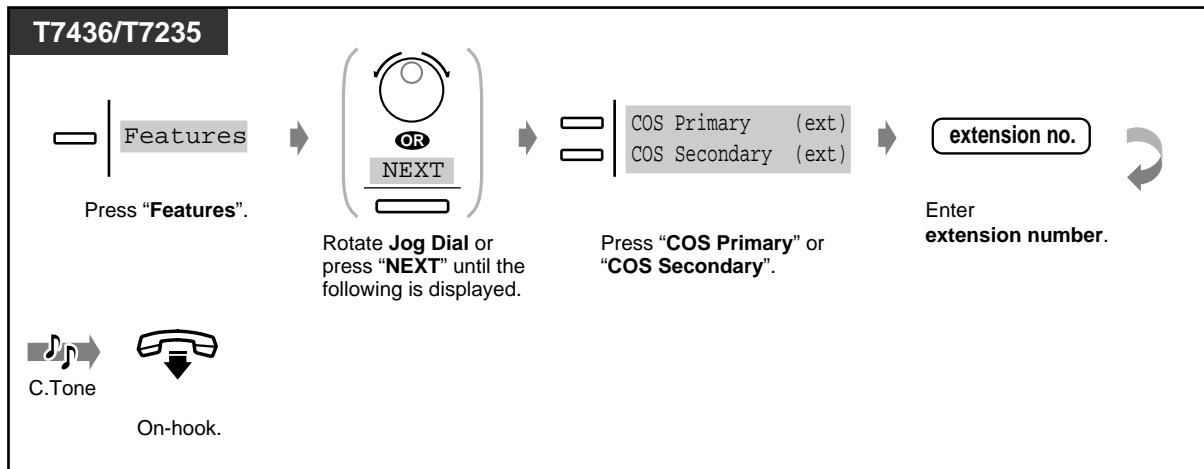 T7436/T7235
Features
Press “Features”.
OR
NEXT
Rotate Jog Dial or
press “NEXT” until the
following is displayed.
COS Primary (ext)
COS Secondary (ext)
Press “COS Primary” or
“COS Secondary”.
extension no.
Enter
extension number.
C.Tone
On-hook.